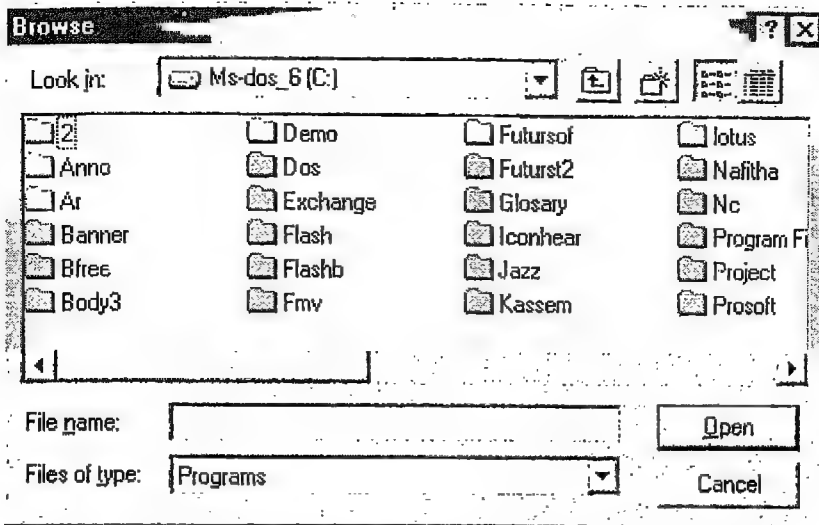 Browse
Look in: Ms-dos_6 (C:)
2 Demo Futursof lotus
Anno Dos Futurst2 Nafitha
Ar Exchange Glosary Nc
Banner Flash Iconhear Program Fi
Bfree Flashb Jazz Project
Body3 Fmv Kassem Prosoft
File name: Open
Files of type: Programs Cancel